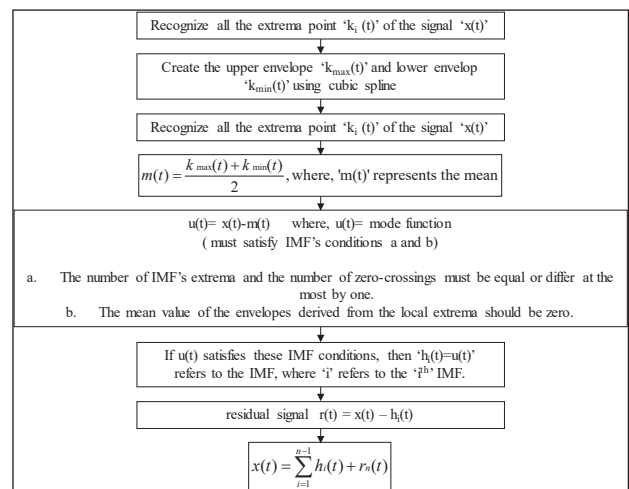 Recognize all the extrema point ‘kᵢ (t)’ of the signal ‘x(t)’
Create the upper envelope ‘kₘₐₓ(t)’ and lower envelop
‘kₘᵢₙ(t)’ using cubic spline
Recognize all the extrema point ‘kᵢ (t)’ of the signal ‘x(t)’
m(t) = (k max(t) + k min(t)) / 2, where, 'm(t)' represents the mean
u(t)= x(t)-m(t) where, u(t)= mode function
( must satisfy IMF’s conditions a and b)
a. The number of IMF’s extrema and the number of zero-crossings must be equal or differ at the
most by one.
b. The mean value of the envelopes derived from the local extrema should be zero.
If u(t) satisfies these IMF conditions, then ‘hᵢ(t)=u(t)’
refers to the IMF, where ‘i’ refers to the ‘iᵗʰ’ IMF.
residual signal r(t) = x(t) – hᵢ(t)
x(t) = ∑_{i=1}^{n−1} hᵢ(t) + rₙ(t)